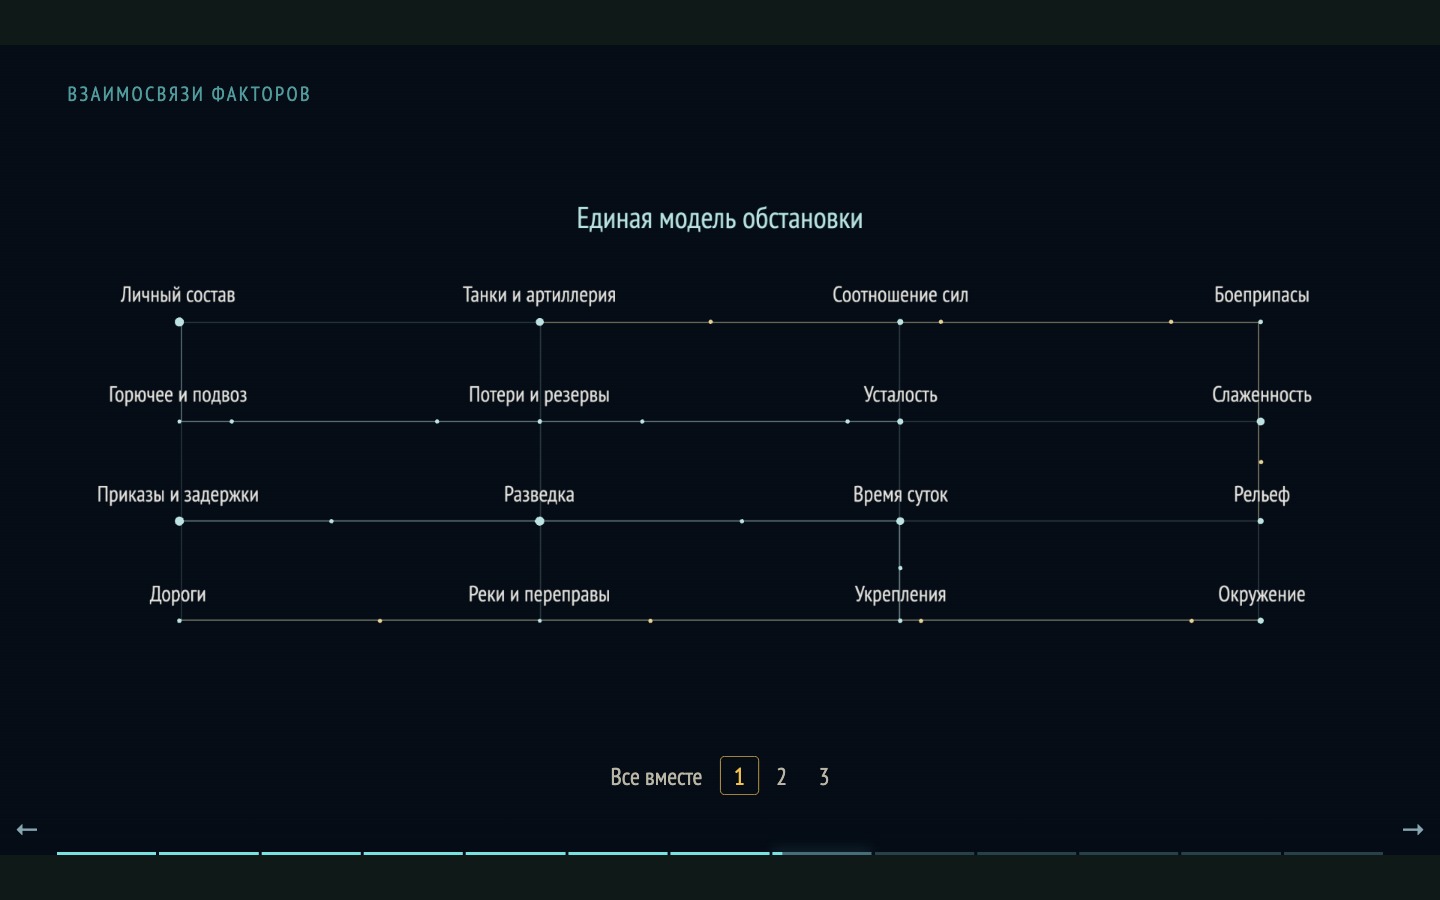 ВЗАИМОСВЯЗИ ФАКТОРОВ
Единая модель обстановки
Личный состав
Танки и артиллерия
Соотношение сил
Боеприпасы
Горючее и подвоз
Потери и резервы
Усталость
Слаженность
Приказы и задержки
Разведка
Время суток
Рельеф
Дороги
Реки и переправы
Укрепления
Окружение
Все вместе 1 2 3